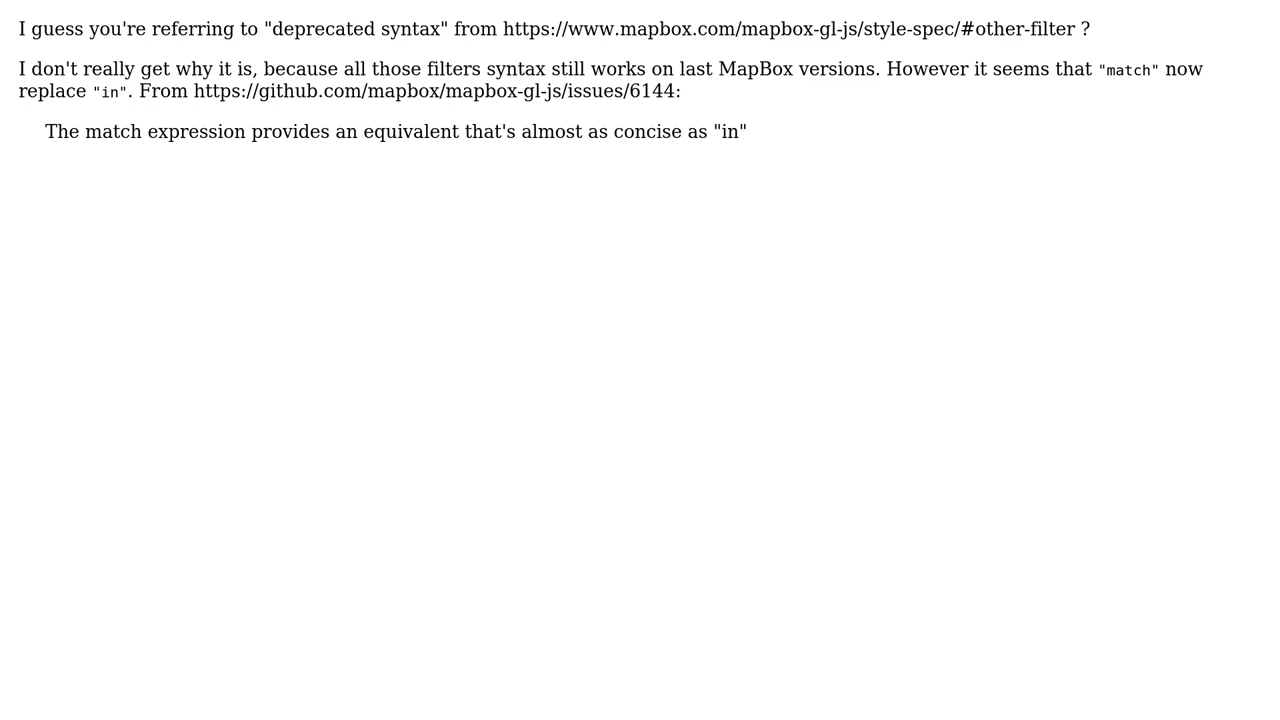 I guess you're referring to "deprecated syntax" from https://www.mapbox.com/mapbox-gl-js/style-spec/#other-filter ?
I don't really get why it is, because all those filters syntax still works on last MapBox versions. However it seems that "match" now
replace "in". From https://github.com/mapbox/mapbox-gl-js/issues/6144:
The match expression provides an equivalent that's almost as concise as "in"